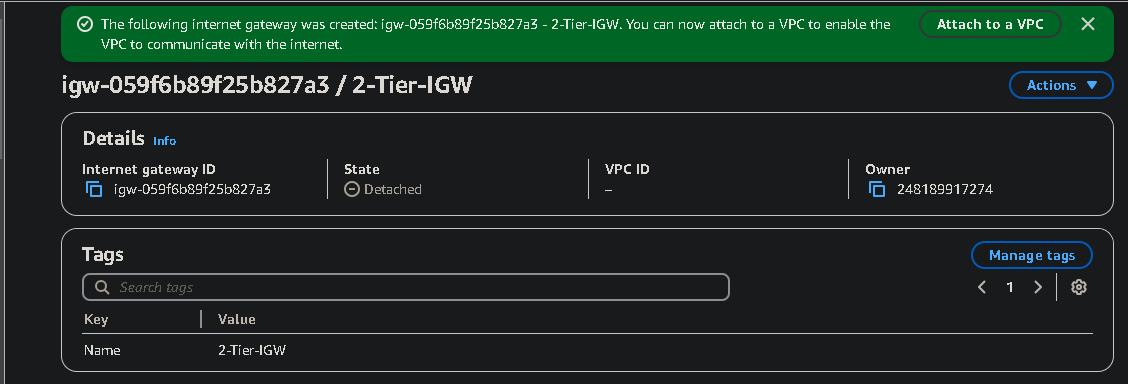 The following internet gateway was created: igw-059f6b89f25b827a3 - 2-Tier-IGW. You can now attach to a VPC to enable the
VPC to communicate with the internet.
Attach to a VPC
igw-059f6b89f25b827a3 / 2-Tier-IGW
Actions
Details Info
Internet gateway ID
igw-059f6b89f25b827a3
State
Detached
VPC ID
–
Owner
248189917274
Tags
Manage tags
Search tags
1
Key Value
Name 2-Tier-IGW